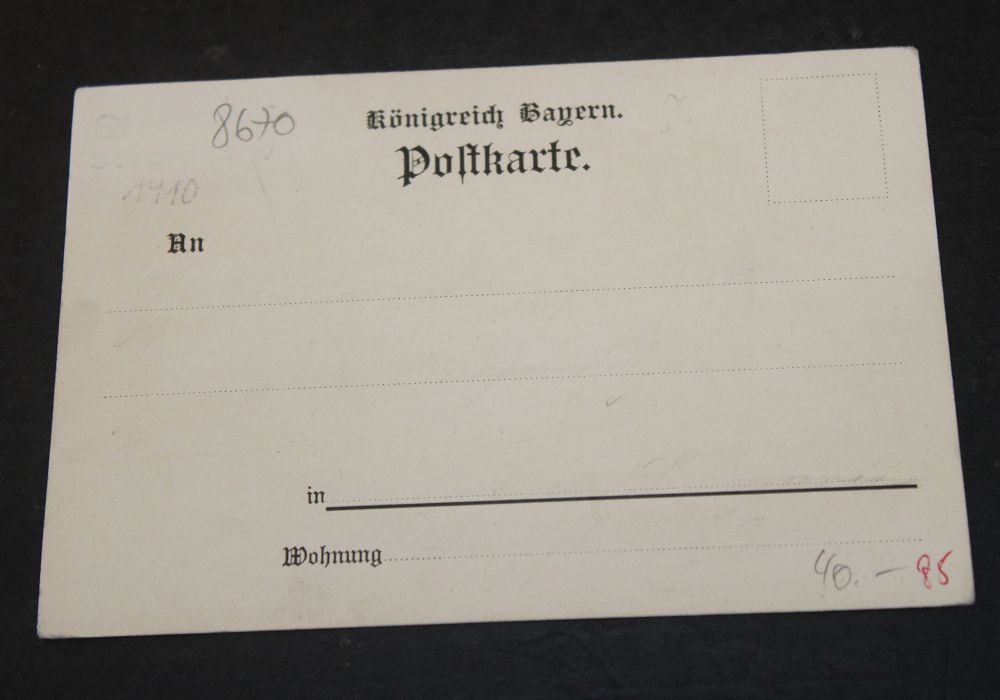 8670
Königreich Bayern.
Postkarte.
1710
An
in
Wohnung
40.— 85